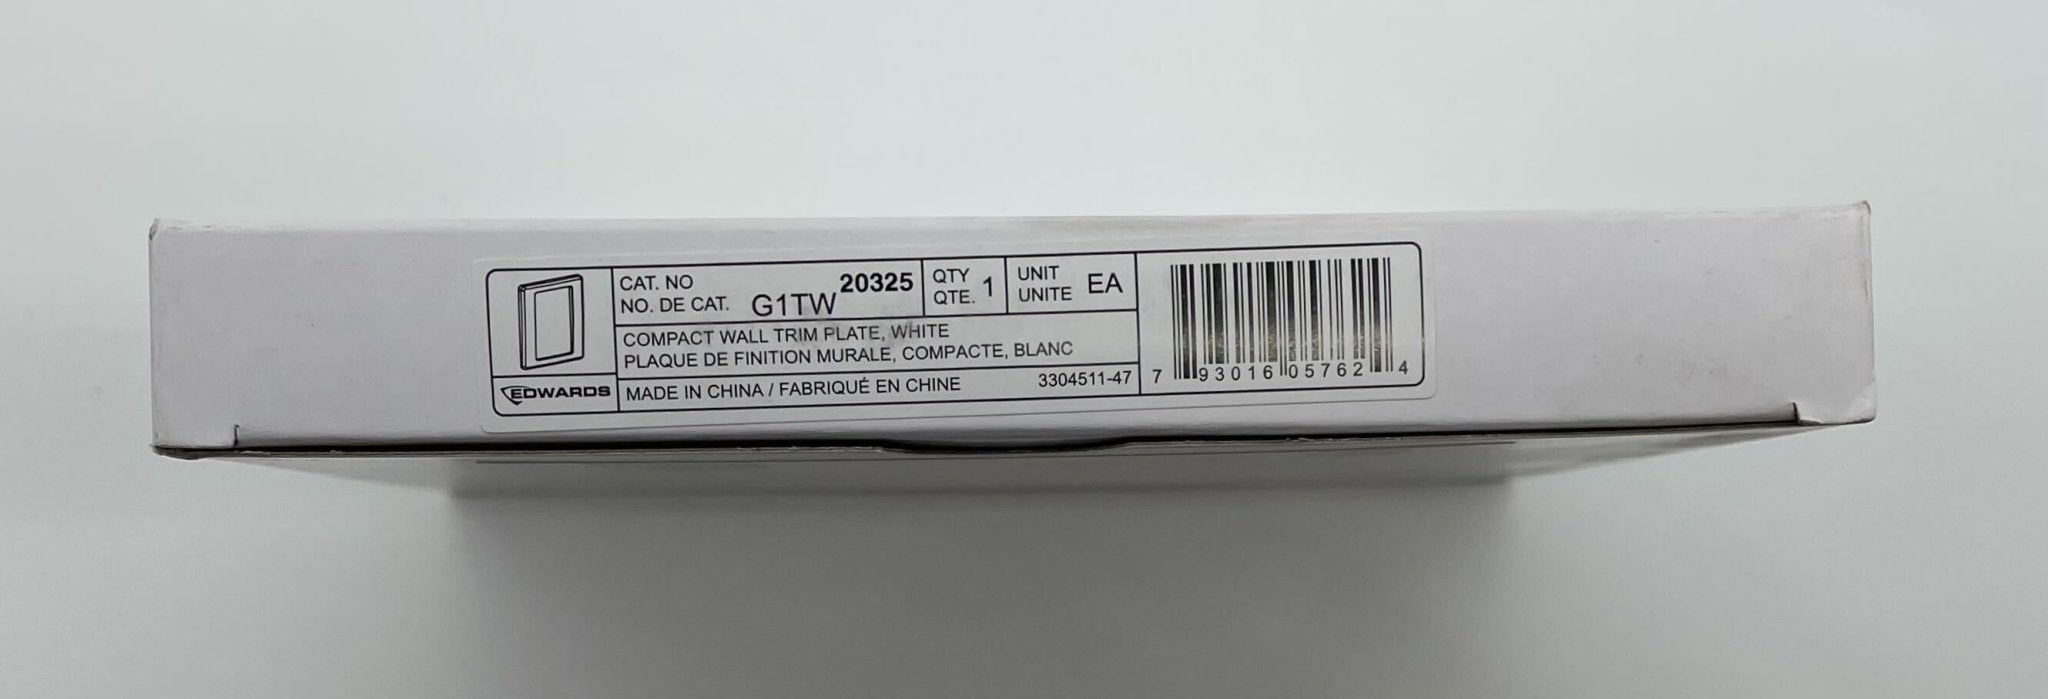 CAT. NO
NO. DE CAT. G1TW 20325
QTY
QTE. 1
UNIT
UNITE EA
COMPACT WALL TRIM PLATE, WHITE
PLAQUE DE FINITION MURALE, COMPACTE, BLANC
EDWARDS
MADE IN CHINA / FABRIQUÉ EN CHINE 3304511-47
7 93016 05762 4